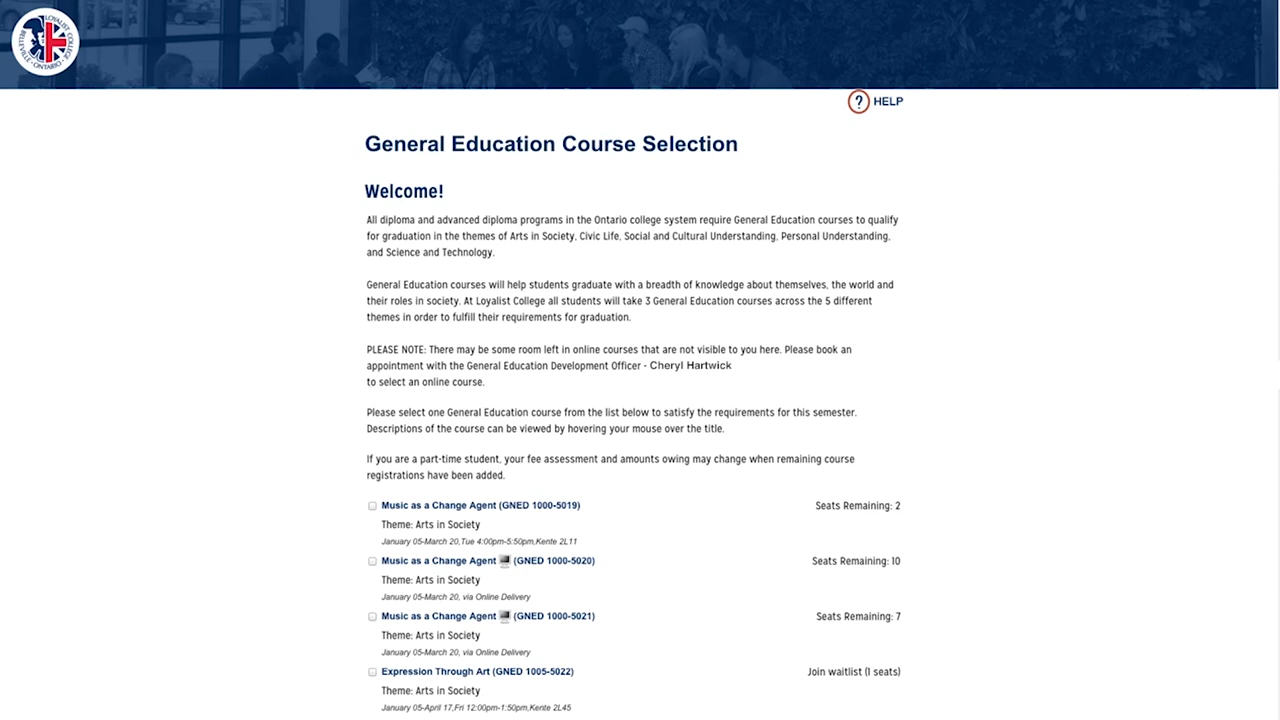 LOYALIST COLLEGE
BELLEVILLE · ONTARIO
? HELP
General Education Course Selection
Welcome!
All diploma and advanced diploma programs in the Ontario college system require General Education courses to qualify
for graduation in the themes of Arts in Society, Civic Life, Social and Cultural Understanding, Personal Understanding,
and Science and Technology.
General Education courses will help students graduate with a breadth of knowledge about themselves, the world and
their roles in society. At Loyalist College all students will take 3 General Education courses across the 5 different
themes in order to fulfill their requirements for graduation.
PLEASE NOTE: There may be some room left in online courses that are not visible to you here. Please book an
appointment with the General Education Development Officer - Cheryl Hartwick
to select an online course.
Please select one General Education course from the list below to satisfy the requirements for this semester.
Descriptions of the course can be viewed by hovering your mouse over the title.
If you are a part-time student, your fee assessment and amounts owing may change when remaining course
registrations have been added.
Music as a Change Agent (GNED 1000-5019) Seats Remaining: 2
Theme: Arts in Society
January 05-March 20,Tue 4:00pm-5:50pm,Kente 2L11
Music as a Change Agent (GNED 1000-5020) Seats Remaining: 10
Theme: Arts in Society
January 05-March 20, via Online Delivery
Music as a Change Agent (GNED 1000-5021) Seats Remaining: 7
Theme: Arts in Society
January 05-March 20, via Online Delivery
Expression Through Art (GNED 1005-5022) Join waitlist (1 seats)
Theme: Arts in Society
January 05-April 17,Fri 12:00pm-1:50pm,Kente 2L45